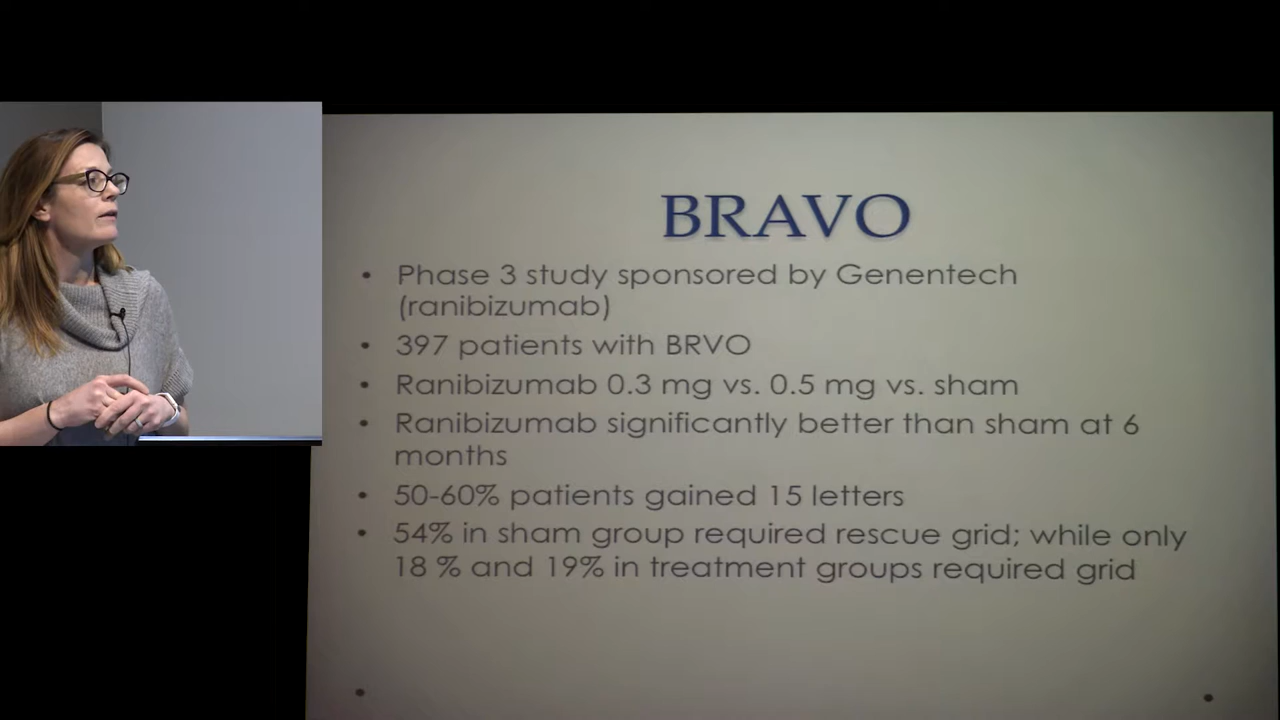 BRAVO
• Phase 3 study sponsored by Genentech
(ranibizumab)
• 397 patients with BRVO
• Ranibizumab 0.3 mg vs. 0.5 mg vs. sham
• Ranibizumab significantly better than sham at 6
months
• 50-60% patients gained 15 letters
• 54% in sham group required rescue grid; while only
18 % and 19% in treatment groups required grid